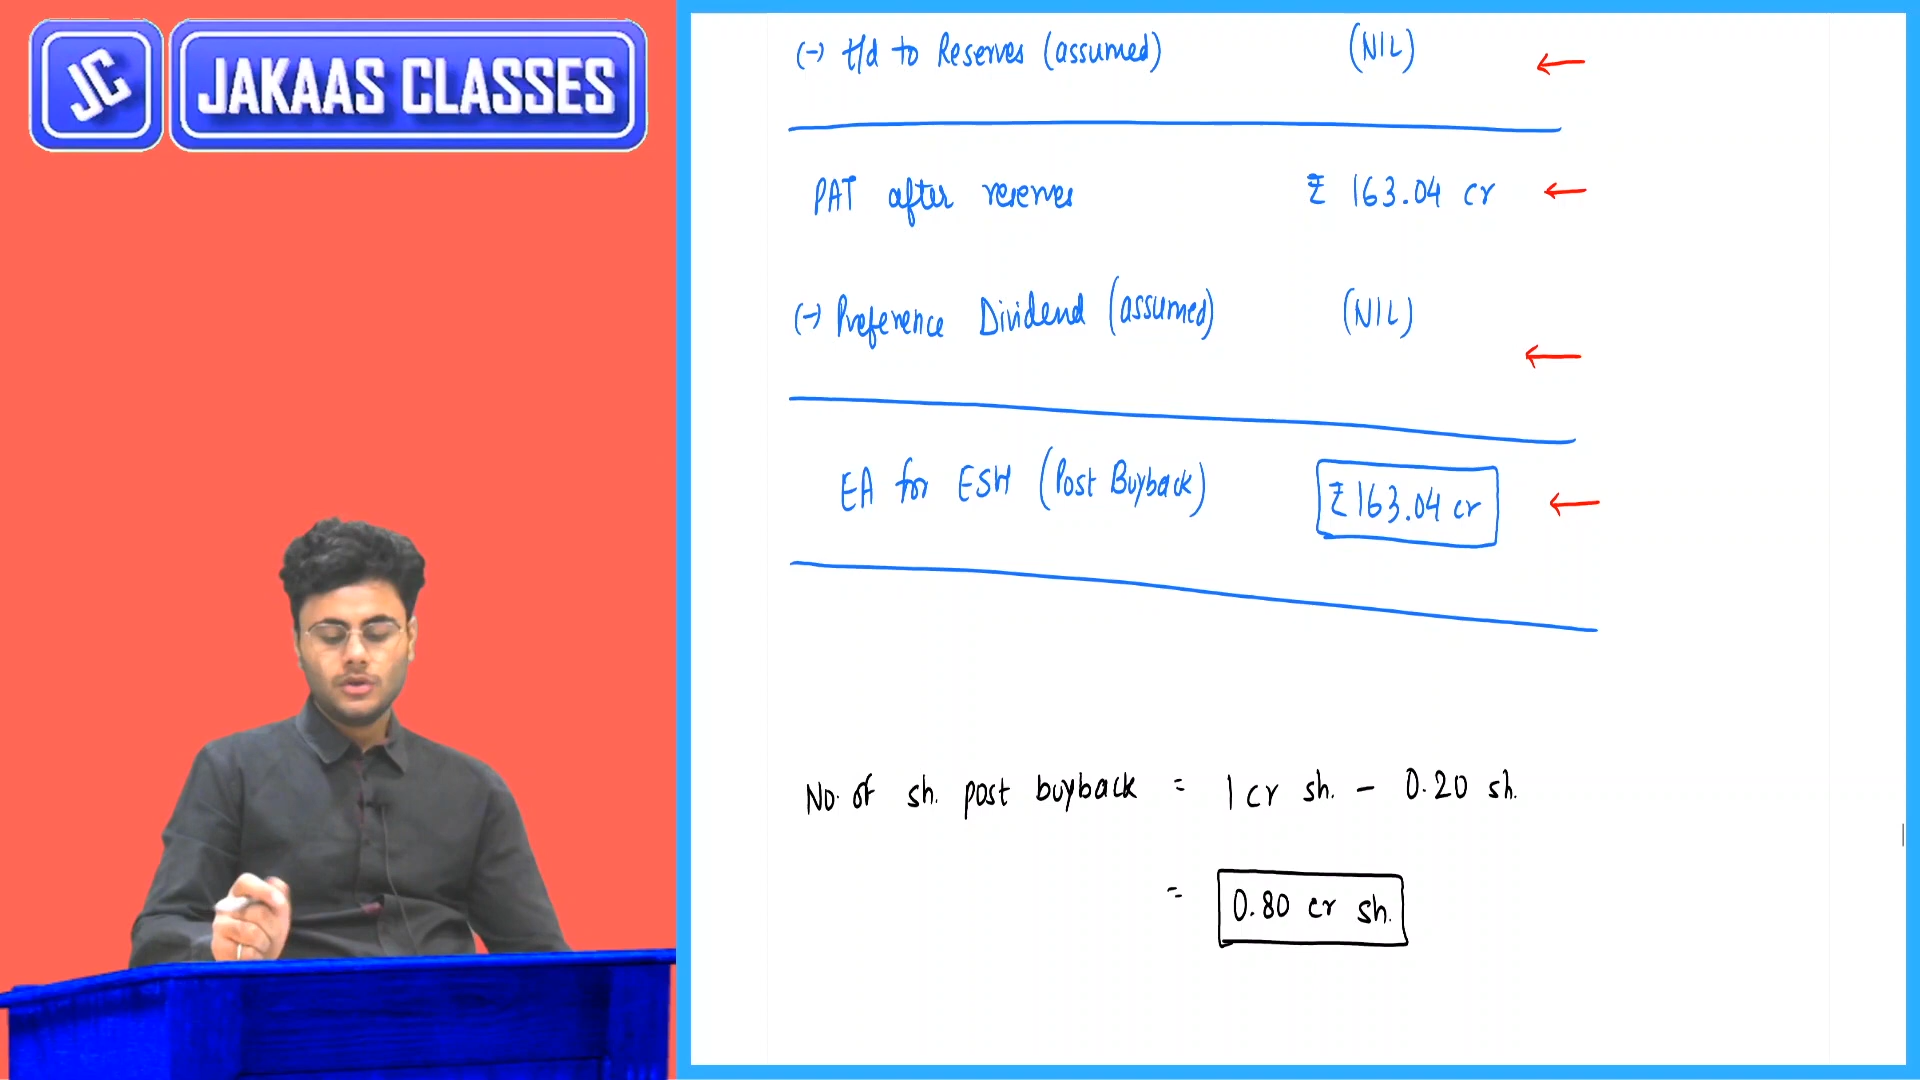 JC JAKAAS CLASSES
(-) t/d to Reserves (assumed) (NIL) ←
PAT after reserves ₹ 163.04 cr ←
(-) Preference Dividend (assumed) (NIL) ←
EA for ESH (Post Buyback) ₹163.04 cr ←
No. of sh. post buyback = 1 cr sh. - 0.20 sh.
= 0.80 cr sh.